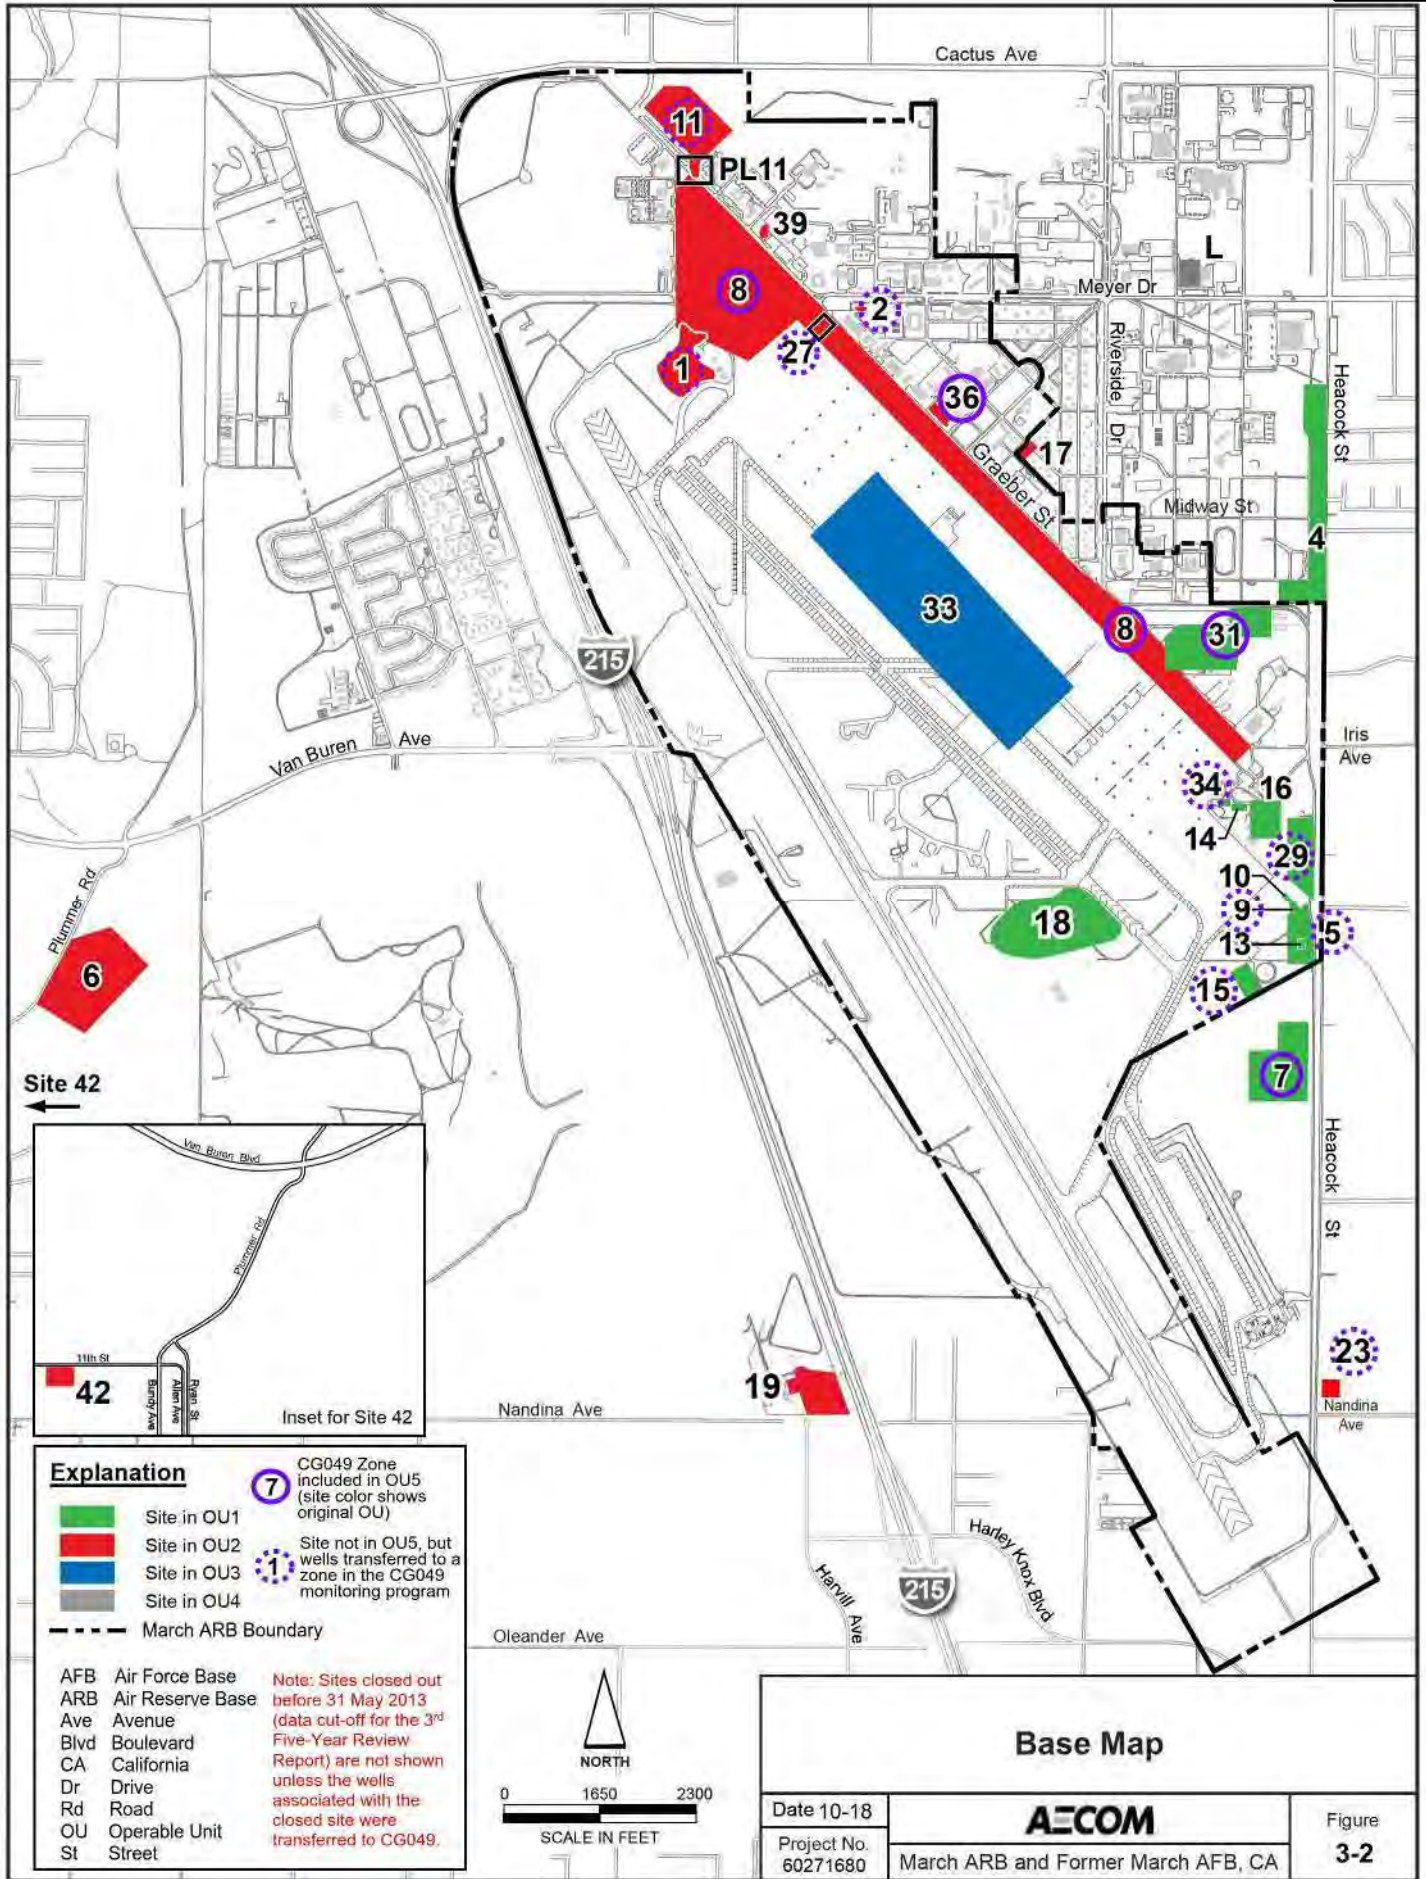 Cactus Ave
11
PL11
39
L
8
Meyer Dr
2
27
1
Riverside Dr
Heacock St
36
17
Graeber St
Midway St
4
33
8
31
215
Iris
Ave
Van Buren Ave
34
16
14
29
10
Plummer Rd
9
5
18
13
6
15
7
Site 42
Heacock St
Van Buren Blvd
Plummer Rd
23
11th St
42
Bundy Ave
Allen Ave
Ryan St
Inset for Site 42
19
Nandina Ave
Nandina
Ave
Explanation
Site in OU1
Site in OU2
Site in OU3
Site in OU4
March ARB Boundary
7
CG049 Zone
included in OU5
(site color shows
original OU)
1
Site not in OU5, but
wells transferred to a
zone in the CG049
monitoring program
Harley Knox Blvd
Harvill Ave
215
Oleander Ave
AFB Air Force Base
ARB Air Reserve Base
Ave Avenue
Blvd Boulevard
CA California
Dr Drive
Rd Road
OU Operable Unit
St Street
Note: Sites closed out
before 31 May 2013
(data cut-off for the 3rd
Five-Year Review
Report) are not shown
unless the wells
associated with the
closed site were
transferred to CG049.
NORTH
0 1650 2300
SCALE IN FEET
Base Map
Date 10-18
Project No.
60271680
AECOM
March ARB and Former March AFB, CA
Figure
3-2